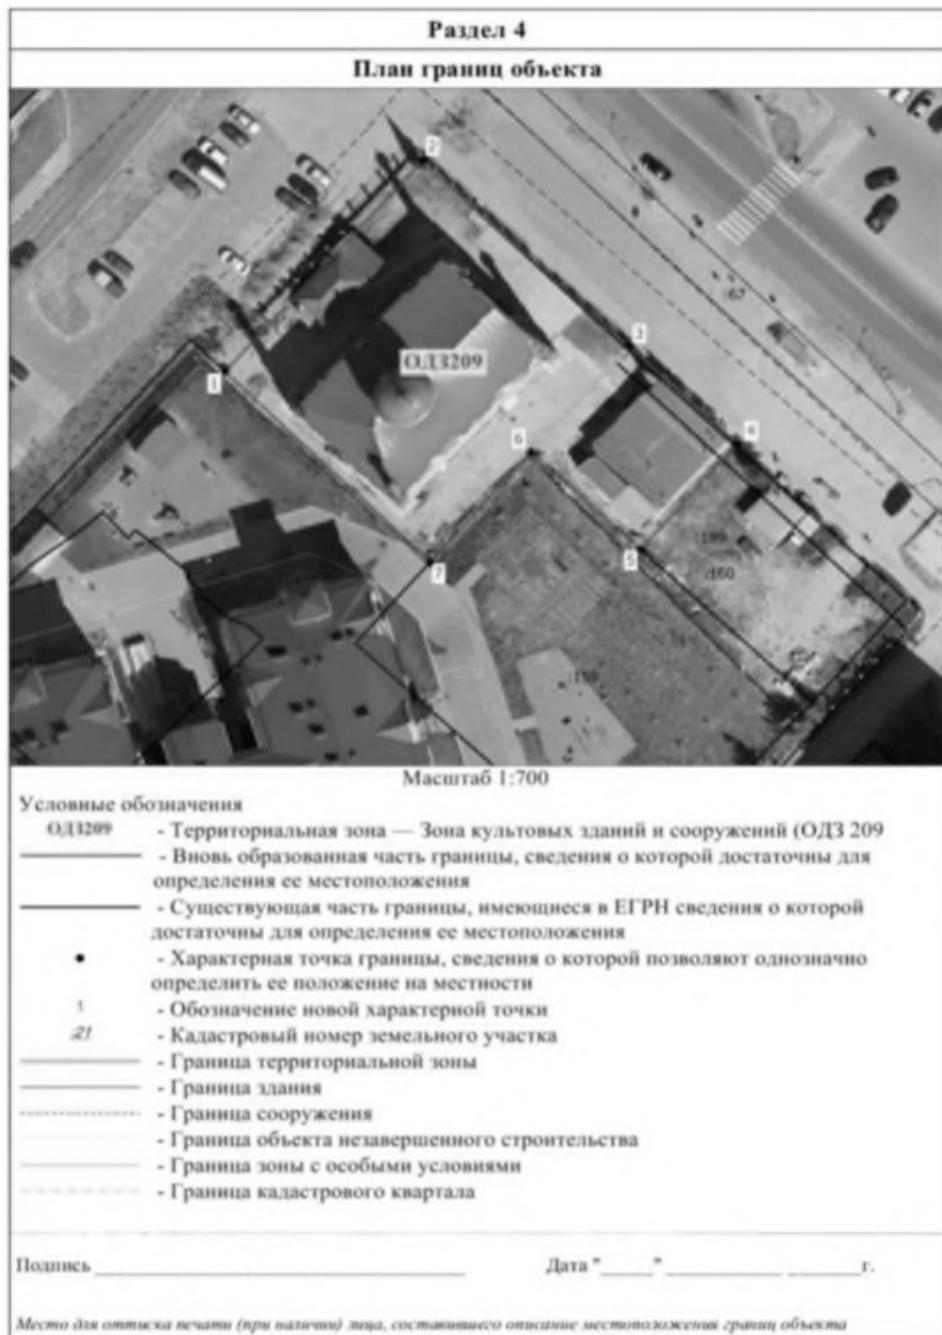 Раздел 4
План границ объекта
2
:67
3
ОДЗ209
1
4
6
5
7
:160
Масштаб 1:700
Условные обозначения
ОДЗ209 - Территориальная зона — Зона культовых зданий и сооружений (ОДЗ 209
- Вновь образованная часть границы, сведения о которой достаточны для
определения ее местоположения
- Существующая часть границы, имеющиеся в ЕГРН сведения о которой
достаточны для определения ее местоположения
- Характерная точка границы, сведения о которой позволяют однозначно
определить ее положение на местности
1 - Обозначение новой характерной точки
:21 - Кадастровый номер земельного участка
- Граница территориальной зоны
- Граница здания
- Граница сооружения
- Граница объекта незавершенного строительства
- Граница зоны с особыми условиями
- Граница кадастрового квартала
Подпись Дата "_____" г.
Место для оттиска печати (при наличии) лица, составившего описание местоположения границ объекта